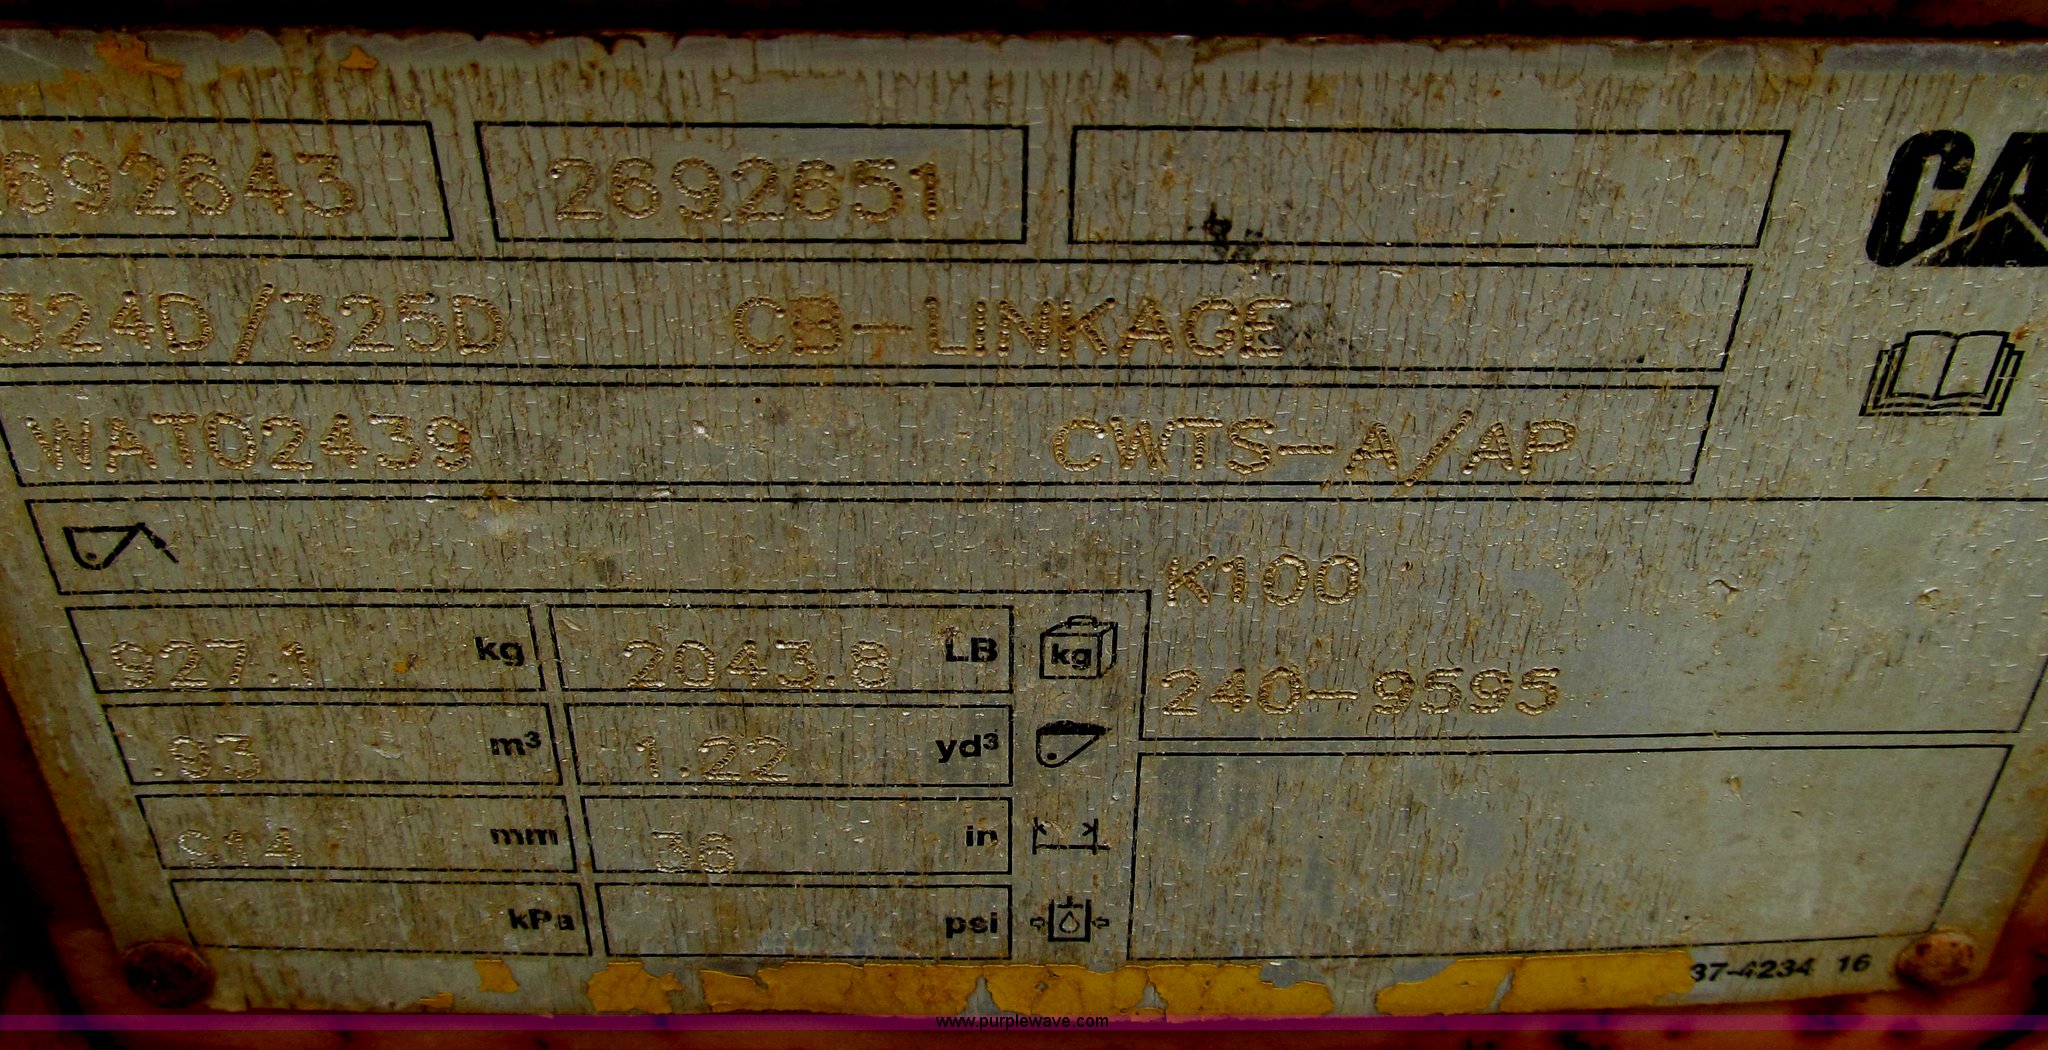 692643 2692651
CA
324D/325D CB-LINKAGE
WAT02439 CWTS-A/AP
K100
927.1 kg 2043.8 LB
kg
240-9595
.93 m³ 1.22 yd³
914 mm 36 in
kPa psi
37-4234 16
www.purplewave.com